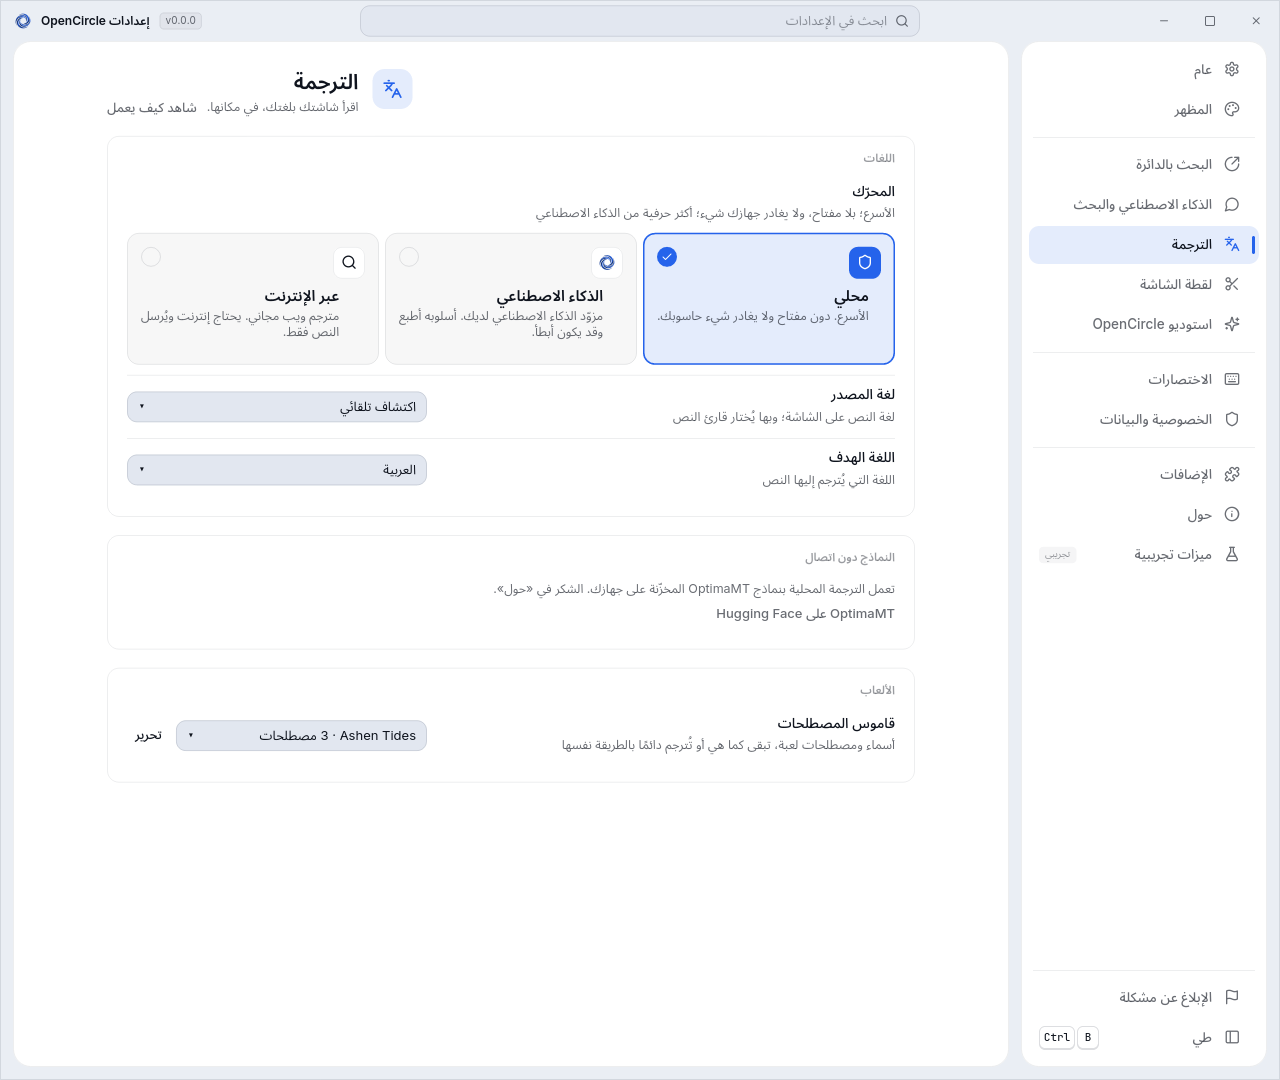 إعدادات OpenCircle
v0.0.0
ابحث في الإعدادات
عام
المظهر
البحث بالدائرة
الذكاء الاصطناعي والبحث
الترجمة
لقطة الشاشة
استوديو OpenCircle
الاختصارات
الخصوصية والبيانات
الإضافات
حول
ميزات تجريبية
تجريبي
الإبلاغ عن مشكلة
طي
Ctrl B
الترجمة
اقرأ شاشتك بلغتك، في مكانها. شاهد كيف يعمل
اللغات
المحرّك
الأسرع؛ بلا مفتاح، ولا يغادر جهازك شيء؛ أكثر حرفية من الذكاء الاصطناعي
محلي
الأسرع. دون مفتاح ولا يغادر شيء حاسوبك.
الذكاء الاصطناعي
مزوّد الذكاء الاصطناعي لديك. أسلوبه أطبع
وقد يكون أبطأ.
عبر الإنترنت
مترجم ويب مجاني. يحتاج إنترنت ويُرسل
النص فقط.
لغة المصدر
لغة النص على الشاشة؛ وبها يُختار قارئ النص
اكتشاف تلقائي
اللغة الهدف
اللغة التي يُترجم إليها النص
العربية
النماذج دون اتصال
تعمل الترجمة المحلية بنماذج OptimaMT المخزّنة على جهازك. الشكر في «حول».
OptimaMT على Hugging Face
الألعاب
قاموس المصطلحات
أسماء ومصطلحات لعبة، تبقى كما هي أو تُترجم دائمًا بالطريقة نفسها
Ashen Tides · 3 مصطلحات
تحرير